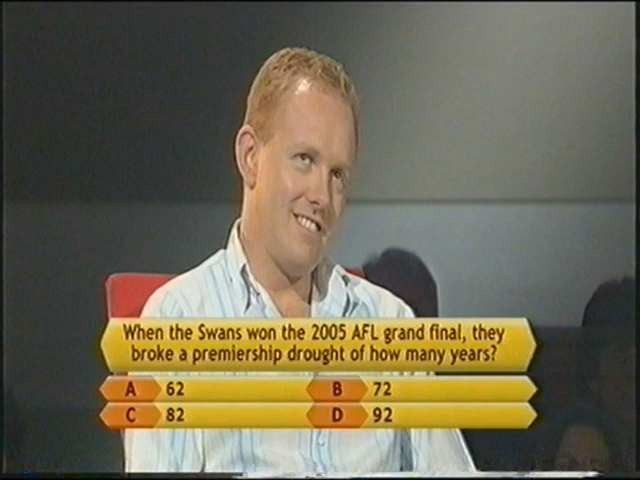 When the Swans won the 2005 AFL grand final, they
broke a premiership drought of how many years?
A 62 B 72
C 82 D 92